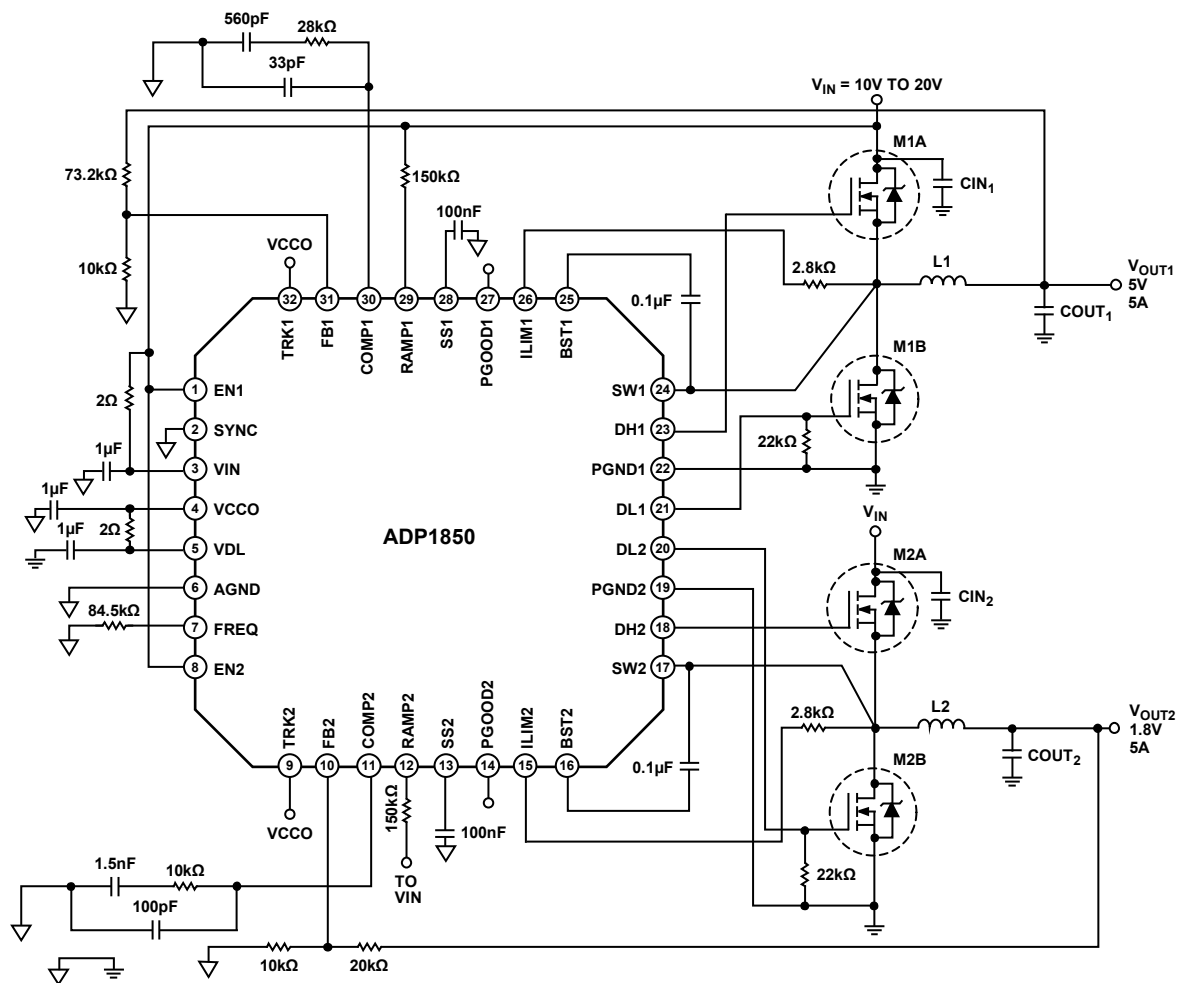 560pF
28kΩ
33pF
V_IN = 10V TO 20V
M1A
CIN1
73.2kΩ
150kΩ
100nF
VCCO
10kΩ
2.8kΩ
L1
VOUT1
5V
5A
COUT1
0.1µF
32 31 30 29 28 27 26 25
TRK1
FB1
COMP1
RAMP1
SS1
PGOOD1
ILIM1
BST1
M1B
2Ω
1 EN1
SW1 24
2 SYNC
DH1 23
22kΩ
1µF
3 VIN
PGND1 22
1µF
4 VCCO
DL1 21
VIN
1µF
2Ω
ADP1850
5 VDL
DL2 20
M2A
6 AGND
PGND2 19
CIN2
84.5kΩ
7 FREQ
DH2 18
8 EN2
SW2 17
TRK2
FB2
COMP2
RAMP2
SS2
PGOOD2
ILIM2
BST2
9 10 11 12 13 14 15 16
2.8kΩ
L2
VOUT2
1.8V
5A
COUT2
0.1µF
M2B
VCCO
150kΩ
100nF
TO
VIN
22kΩ
1.5nF
10kΩ
100pF
10kΩ
20kΩ